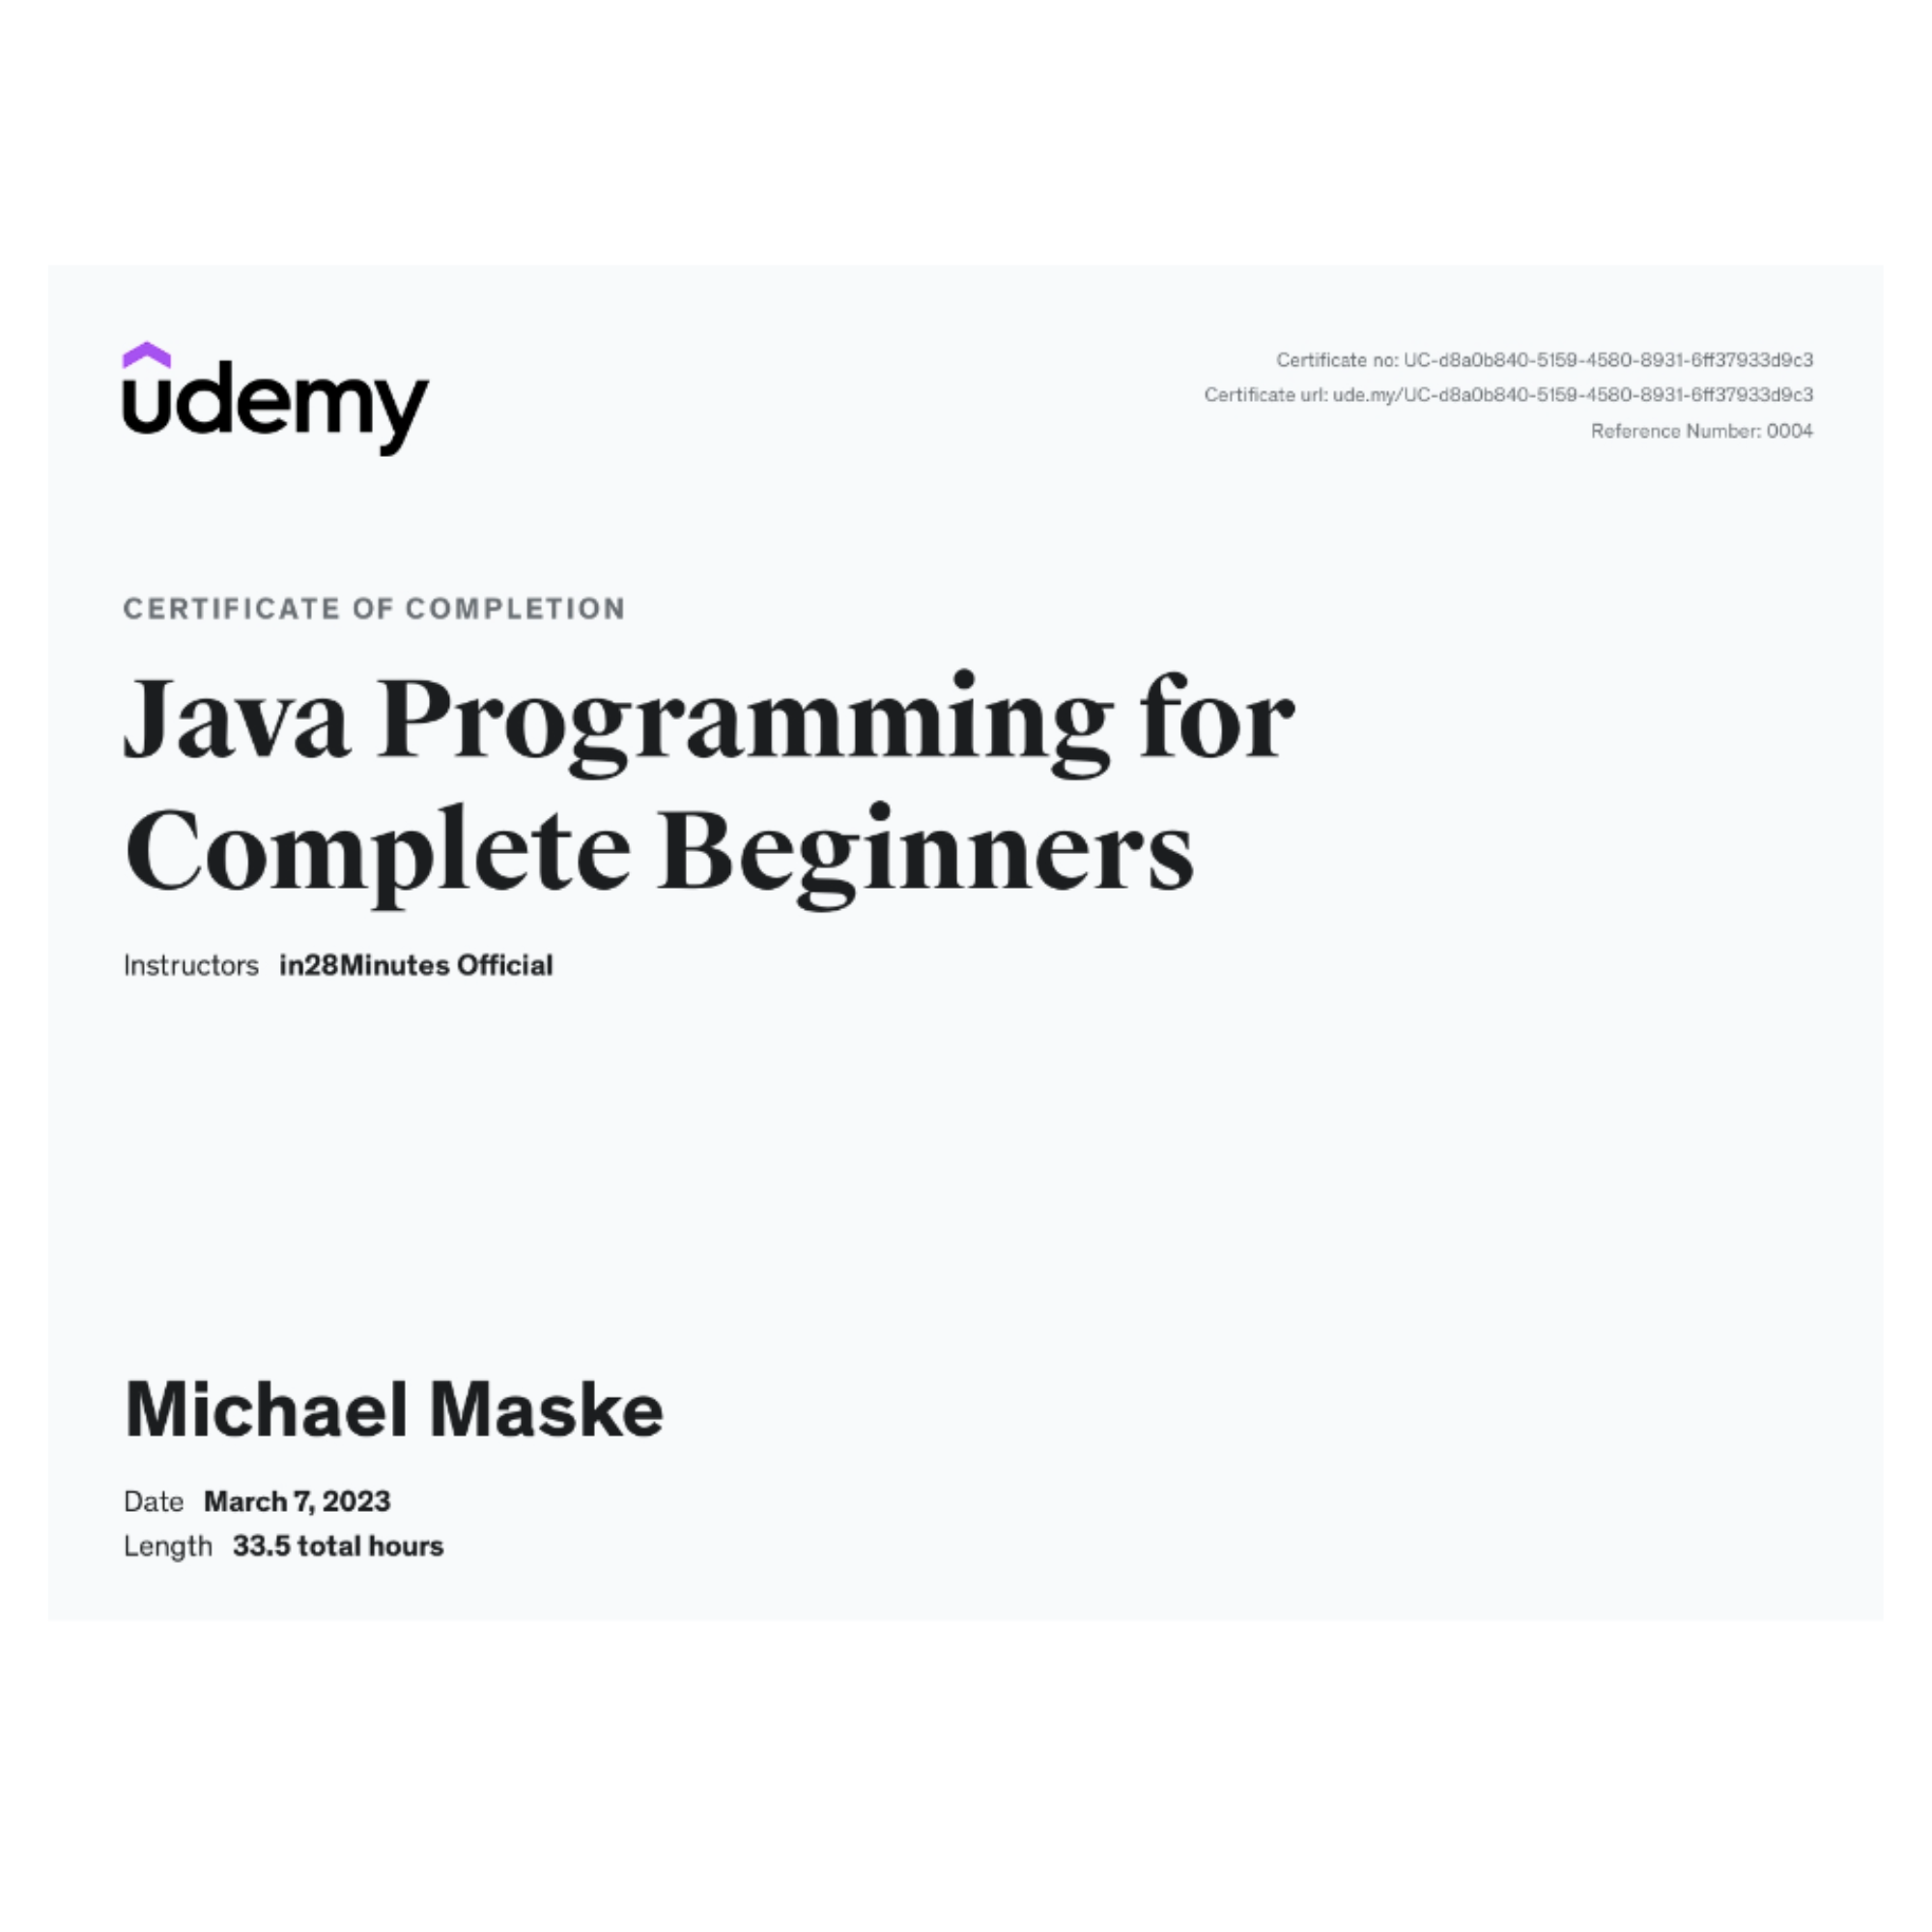 udemy
Certificate no: UC-d8a0b840-5159-4580-8931-6ff37933d9c3
Certificate url: ude.my/UC-d8a0b840-5159-4580-8931-6ff37933d9c3
Reference Number: 0004
CERTIFICATE OF COMPLETION
Java Programming for
Complete Beginners
Instructors in28Minutes Official
Michael Maske
Date March 7, 2023
Length 33.5 total hours